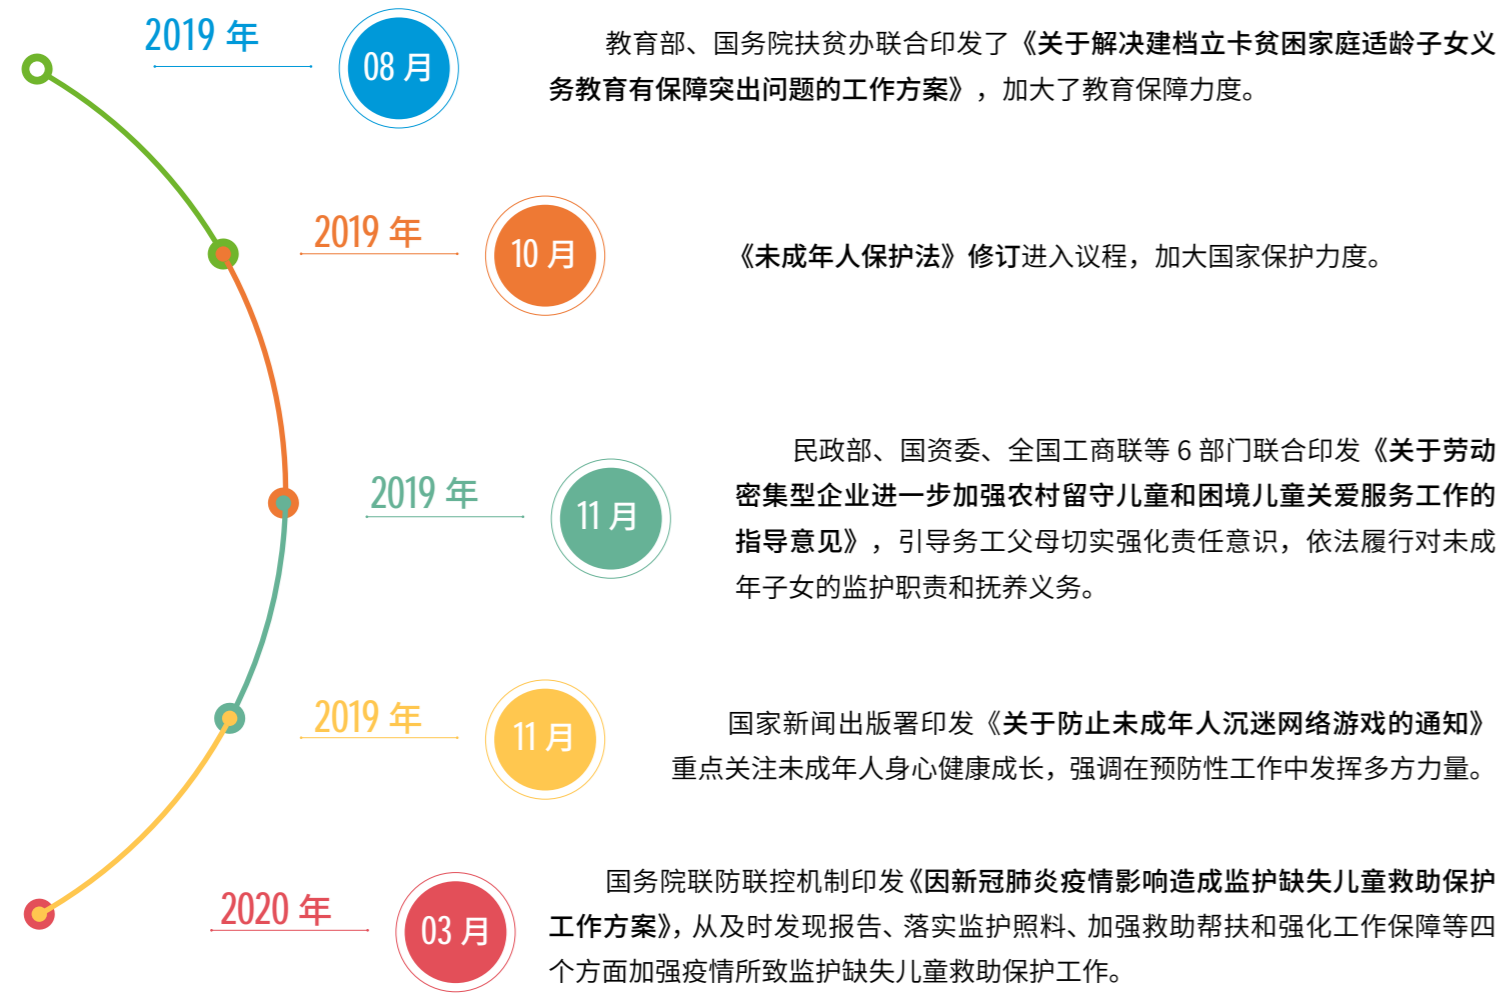 2019 年
08 月
教育部、国务院扶贫办联合印发了《关于解决建档立卡贫困家庭适龄子女义
务教育有保障突出问题的工作方案》，加大了教育保障力度。
2019 年
10 月
《未成年人保护法》修订进入议程，加大国家保护力度。
2019 年
11 月
民政部、国资委、全国工商联等 6 部门联合印发《关于劳动
密集型企业进一步加强农村留守儿童和困境儿童关爱服务工作的
指导意见》，引导务工父母切实强化责任意识，依法履行对未成
年子女的监护职责和抚养义务。
2019 年
11 月
国家新闻出版署印发《关于防止未成年人沉迷网络游戏的通知》
重点关注未成年人身心健康成长，强调在预防性工作中发挥多方力量。
2020 年
03 月
国务院联防联控机制印发《因新冠肺炎疫情影响造成监护缺失儿童救助保护
工作方案》，从及时发现报告、落实监护照料、加强救助帮扶和强化工作保障等四
个方面加强疫情所致监护缺失儿童救助保护工作。